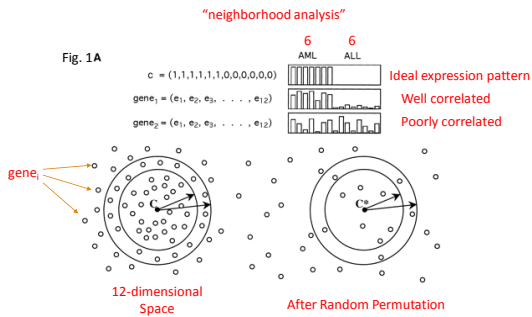 “neighborhood analysis”
6 6
Fig. 1A
AML ALL
c = (1,1,1,1,1,1,0,0,0,0,0,0)
Ideal expression pattern
gene1 = (e1, e2, e3, . . . . , e12)
Well correlated
gene2 = (e1, e2, e3, . . . . , e12)
Poorly correlated
genei
C
C*
12-dimensional
Space
After Random Permutation